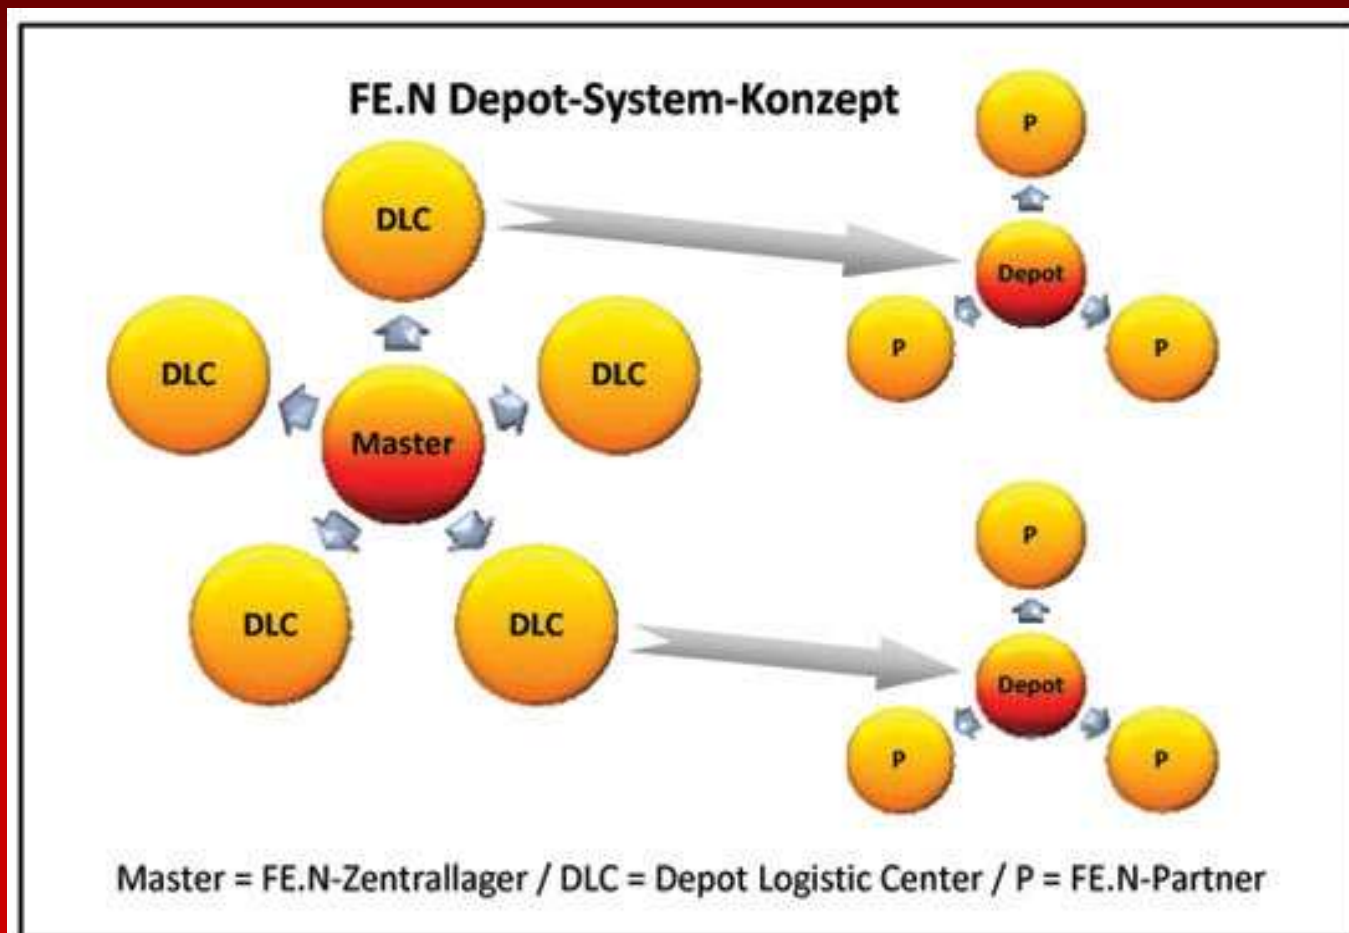 FE.N Depot-System-Konzept
P
DLC
Depot
DLC
DLC
P
P
Master
P
DLC
DLC
Depot
P
P
Master = FE.N-Zentrallager / DLC = Depot Logistic Center / P = FE.N-Partner